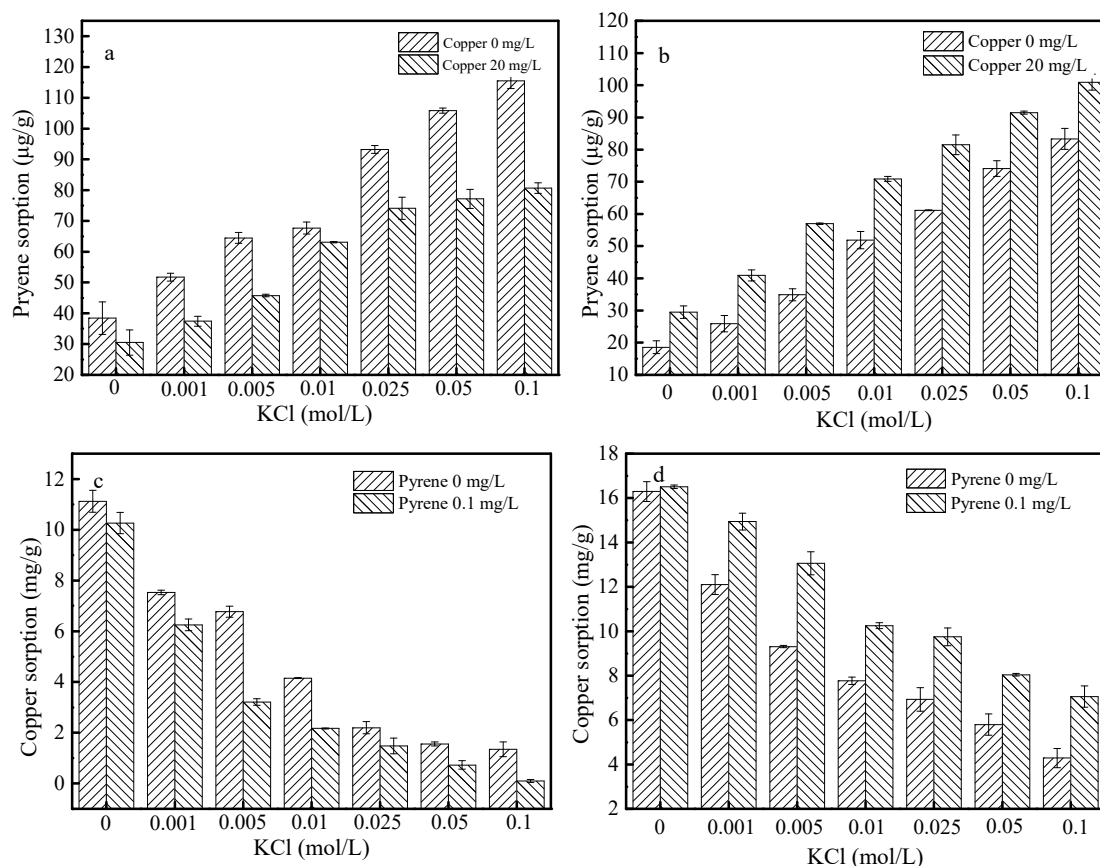 a
Copper 0 mg/L
Copper 20 mg/L
Pryene sorption (μg/g)
130
120
110
100
90
80
70
60
50
40
30
20
0 0.001 0.005 0.01 0.025 0.05 0.1
KCl (mol/L)
b
Copper 0 mg/L
Copper 20 mg/L
Pryene sorption (μg/g)
120
110
100
90
80
70
60
50
40
30
20
10
0 0.001 0.005 0.01 0.025 0.05 0.1
KCl (mol/L)
c
Pyrene 0 mg/L
Pyrene 0.1 mg/L
Copper sorption (mg/g)
12
10
8
6
4
2
0
0 0.001 0.005 0.01 0.025 0.05 0.1
KCl (mol/L)
d
Pyrene 0 mg/L
Pyrene 0.1 mg/L
Copper sorption (mg/g)
18
16
14
12
10
8
6
4
2
0 0.001 0.005 0.01 0.025 0.05 0.1
KCl (mol/L)